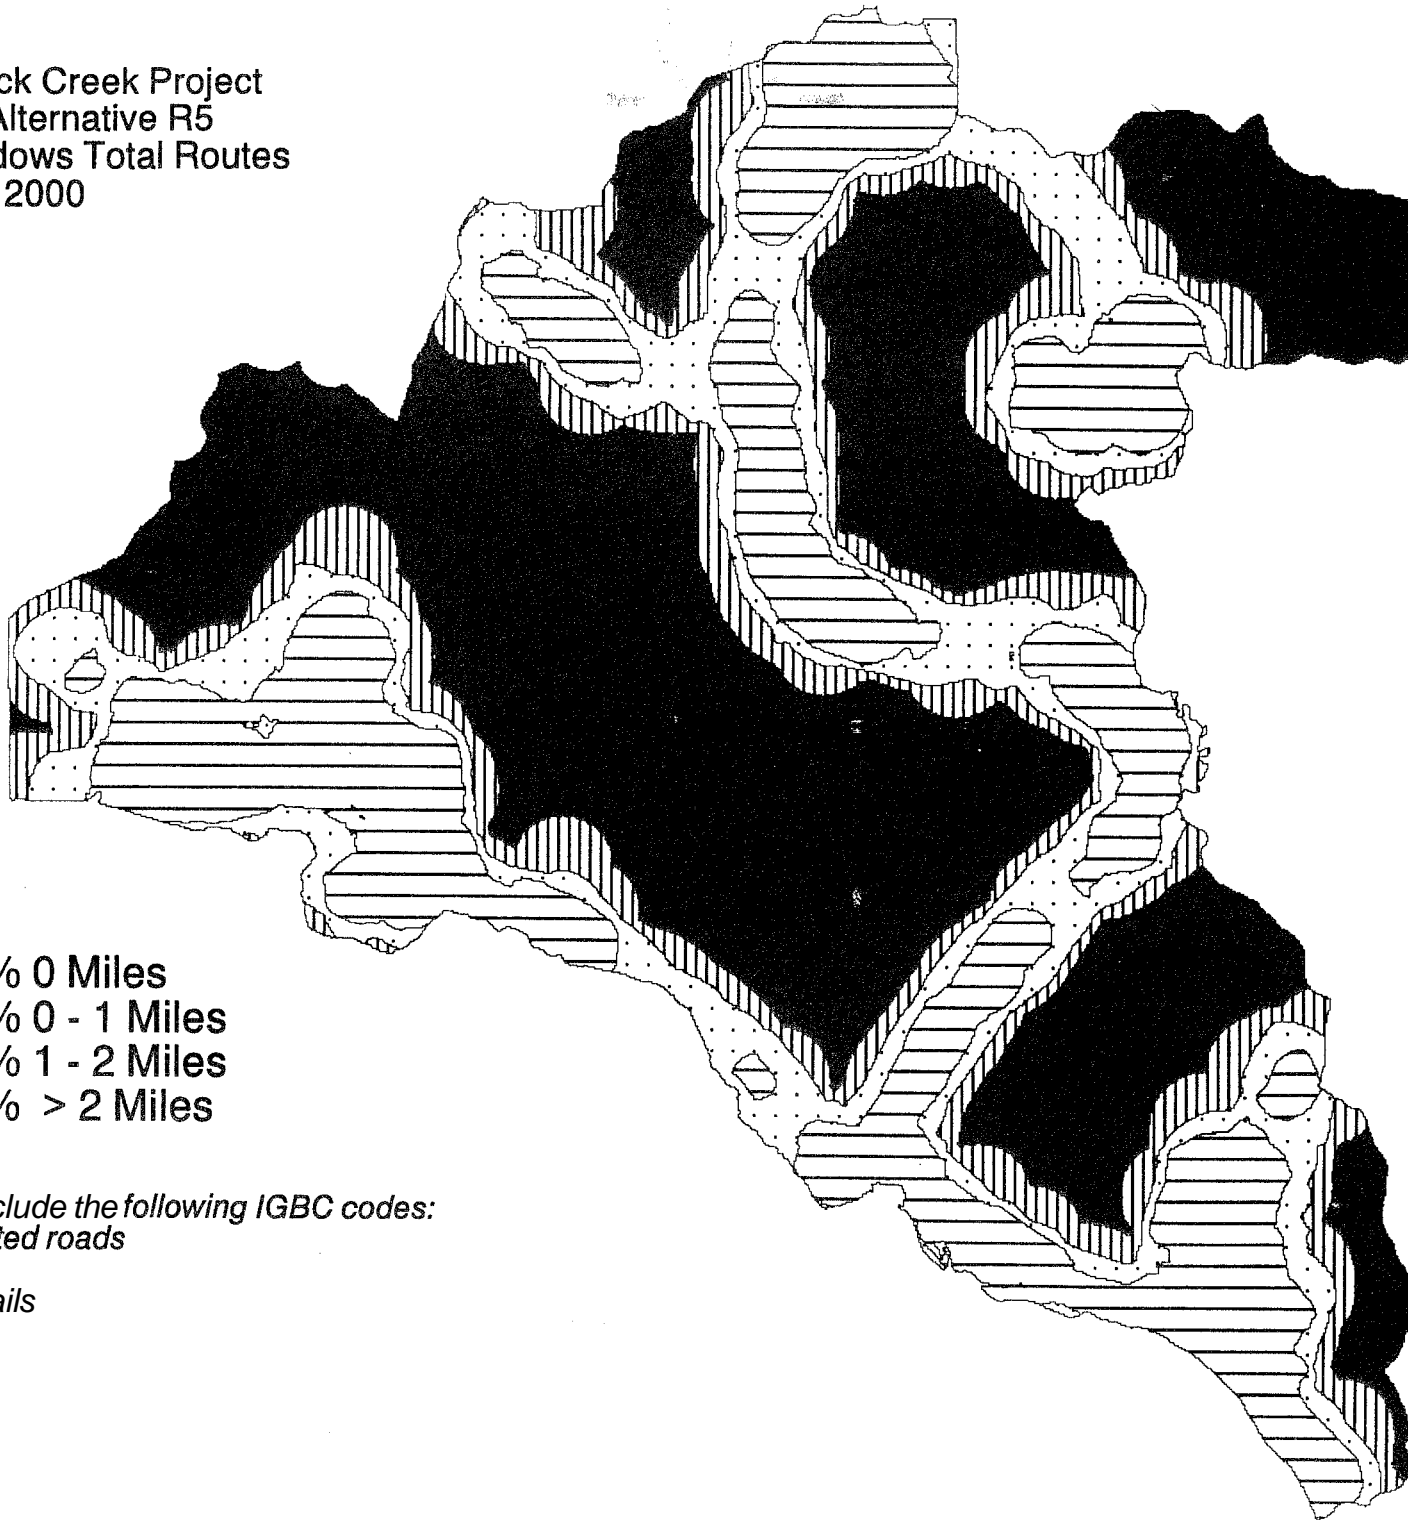 ck Creek Project
Alternative R5
dows Total Routes
2000
% 0 Miles
% 0 - 1 Miles
% 1 - 2 Miles
% > 2 Miles
clude the following IGBC codes:
ted roads
ails